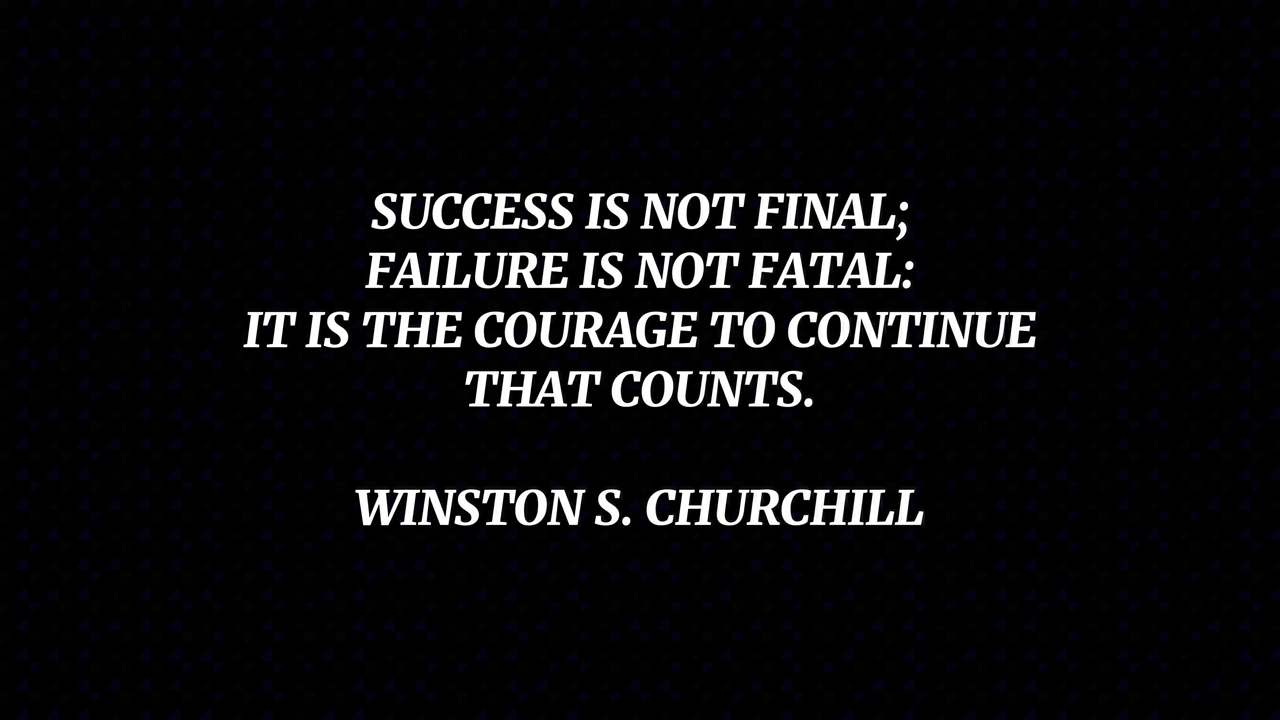 SUCCESS IS NOT FINAL;
FAILURE IS NOT FATAL:
IT IS THE COURAGE TO CONTINUE
THAT COUNTS.
WINSTON S. CHURCHILL